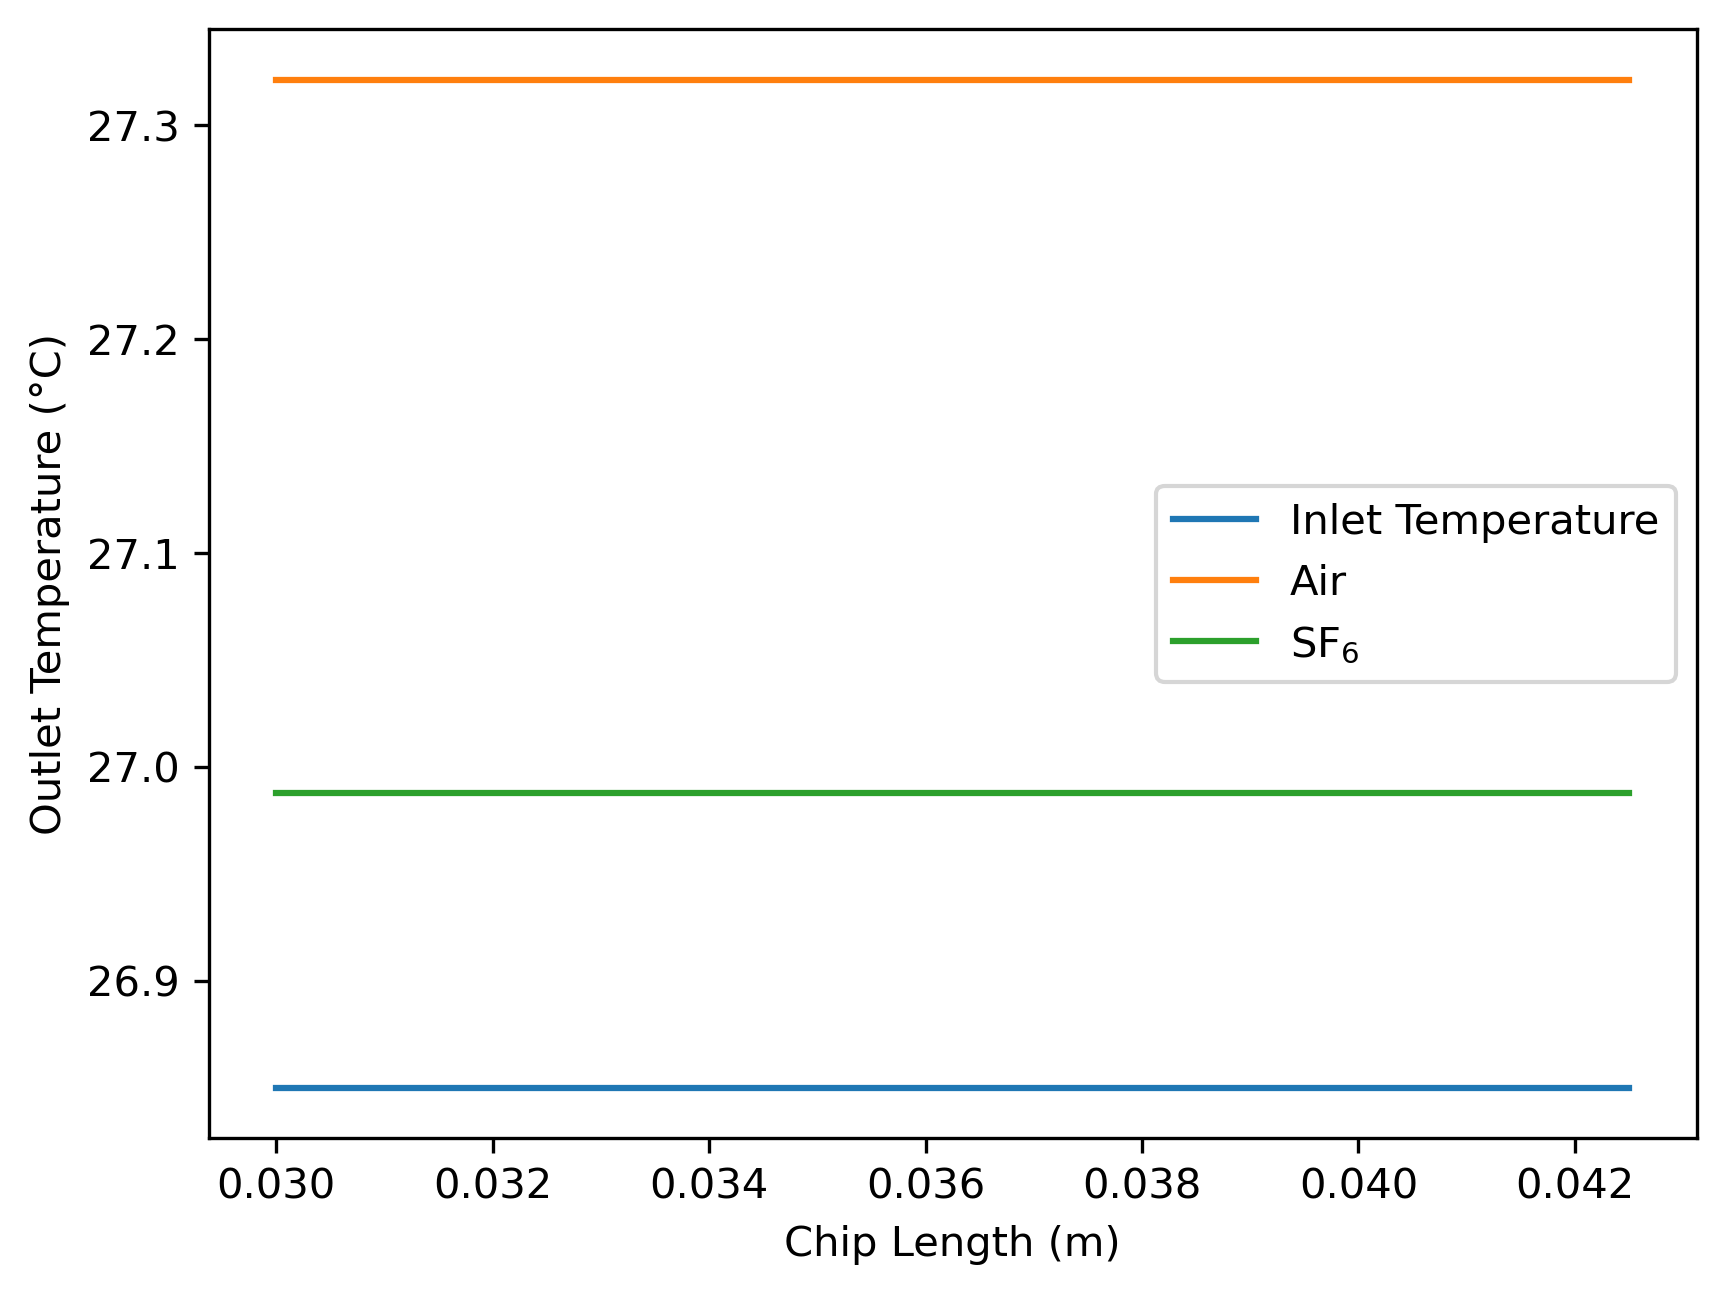 27.3
27.2
27.1
27.0
26.9
Outlet Temperature (°C)
Inlet Temperature
Air
SF₆
0.030 0.032 0.034 0.036 0.038 0.040 0.042
Chip Length (m)